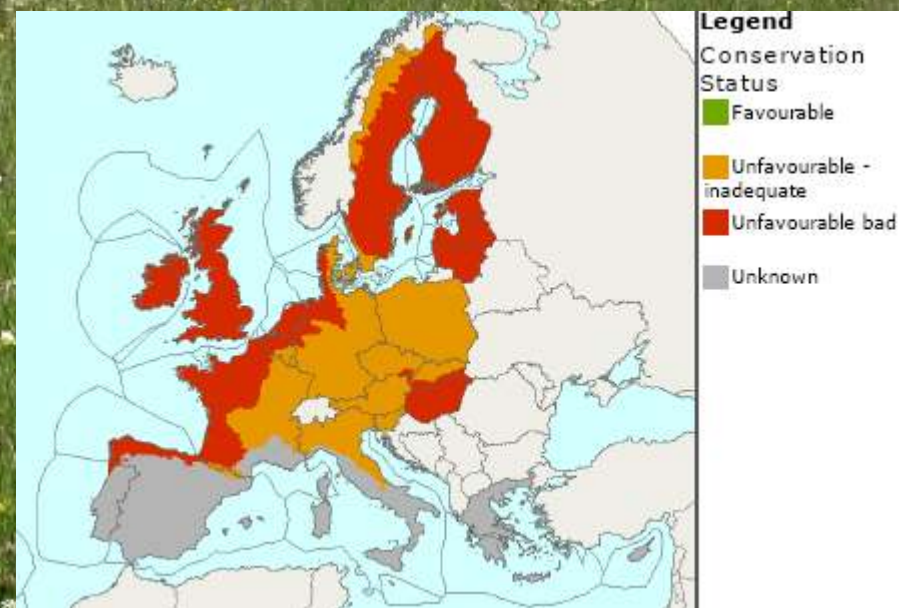 Legend
Conservation
Status
Favourable
Unfavourable -
inadequate
Unfavourable bad
Unknown